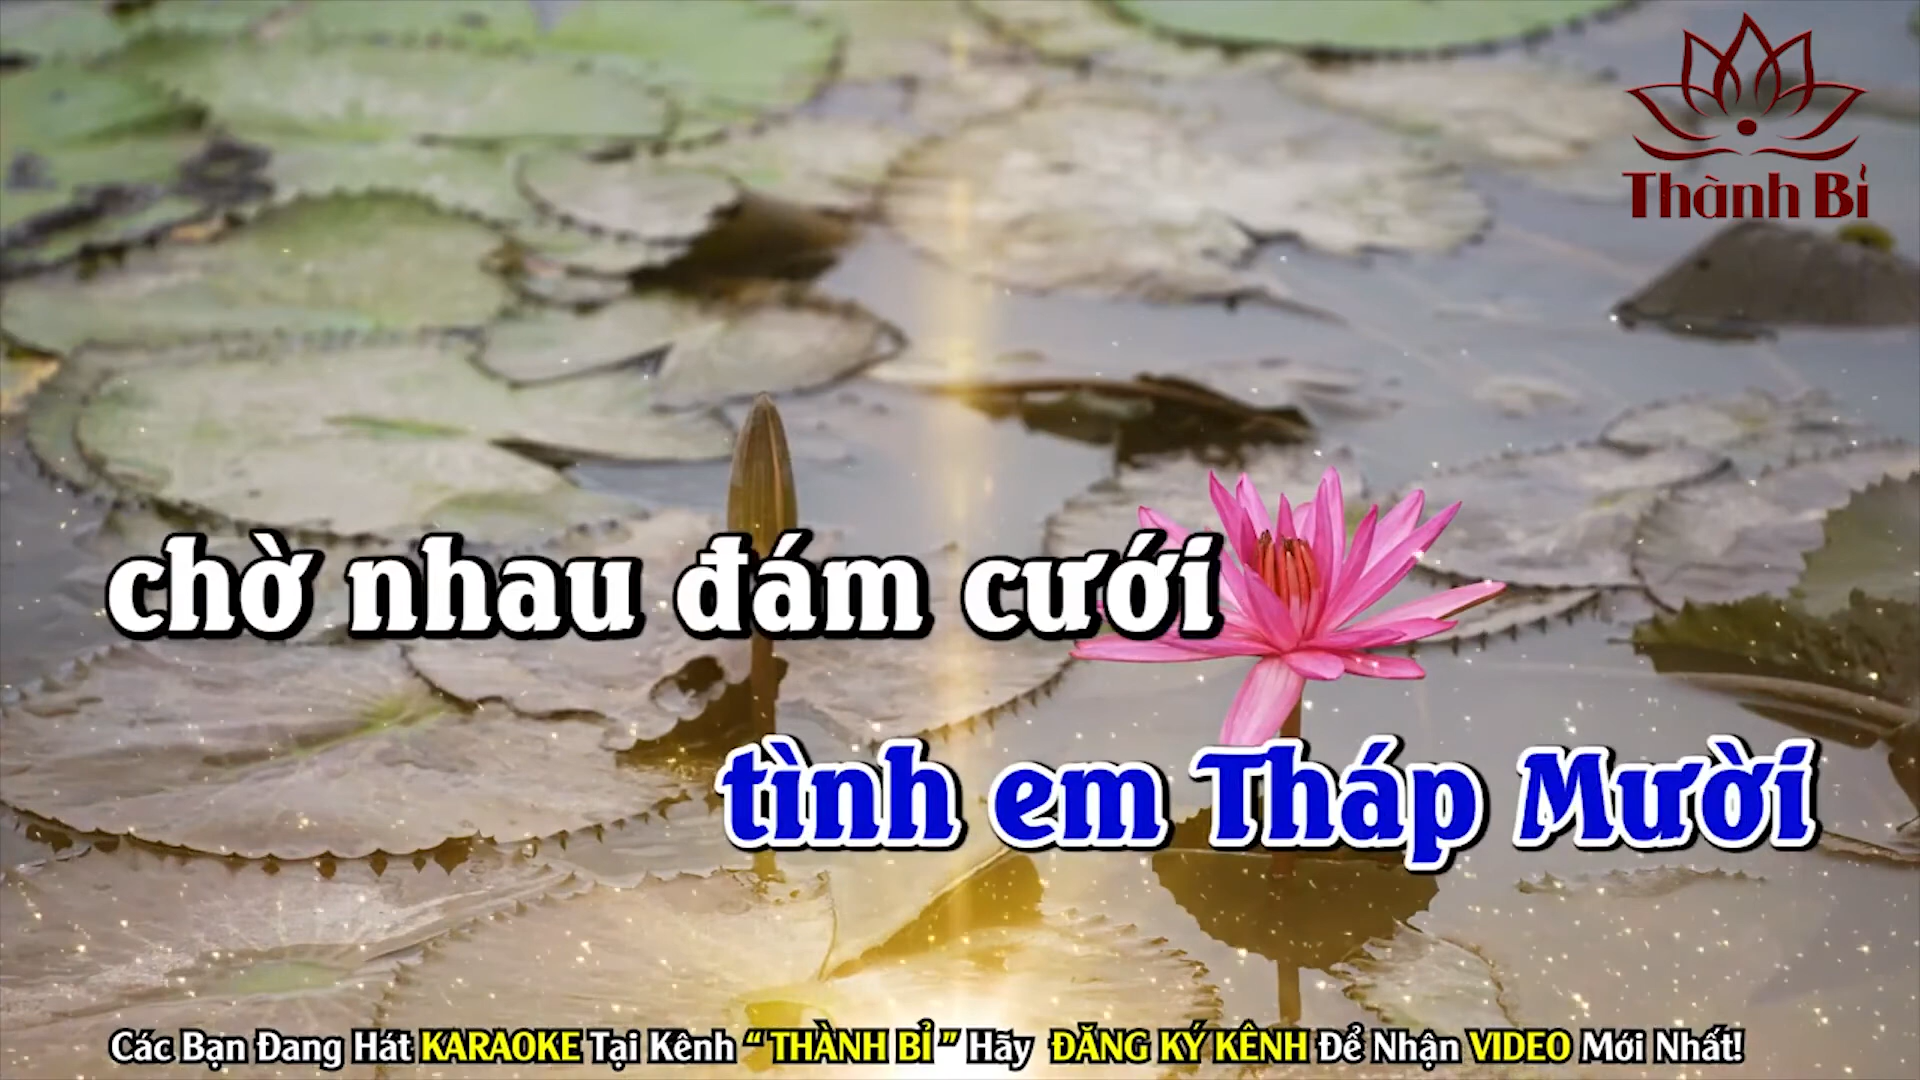 Thành Bỉ
chờ nhau đám cưới
tình em Tháp Mười
Các Bạn Đang Hát KARAOKE Tại Kênh “ THÀNH BỈ ” Hãy ĐĂNG KÝ KÊNH Để Nhận VIDEO Mới Nhất!